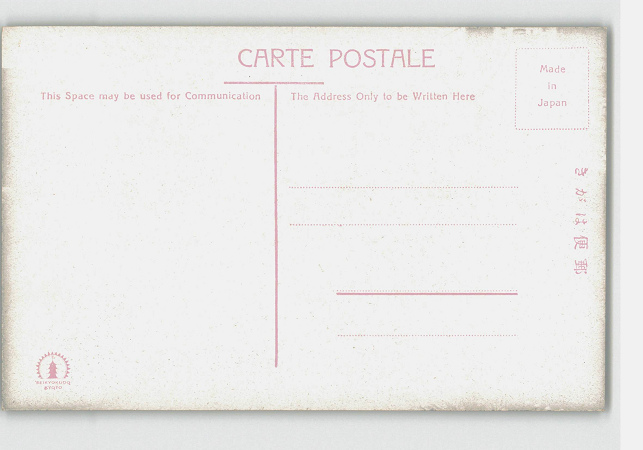 CARTE POSTALE
This Space may be used for Communication
The Address Only to be Written Here
Made
in
Japan
きがは便郵